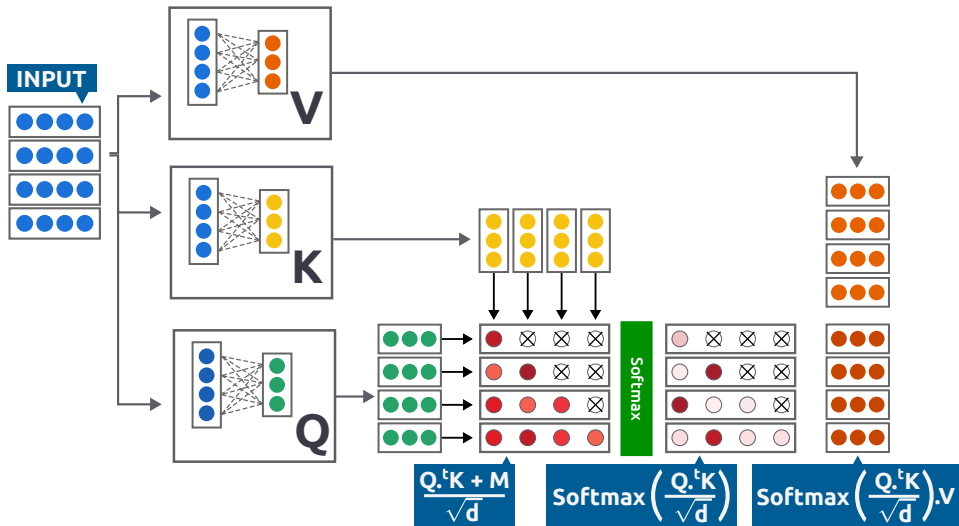 INPUT
V
K
Q
Softmax
Q.ᵗK + M
√d
Softmax(Q.ᵗK
√d)
Softmax(Q.ᵗK
√d).V